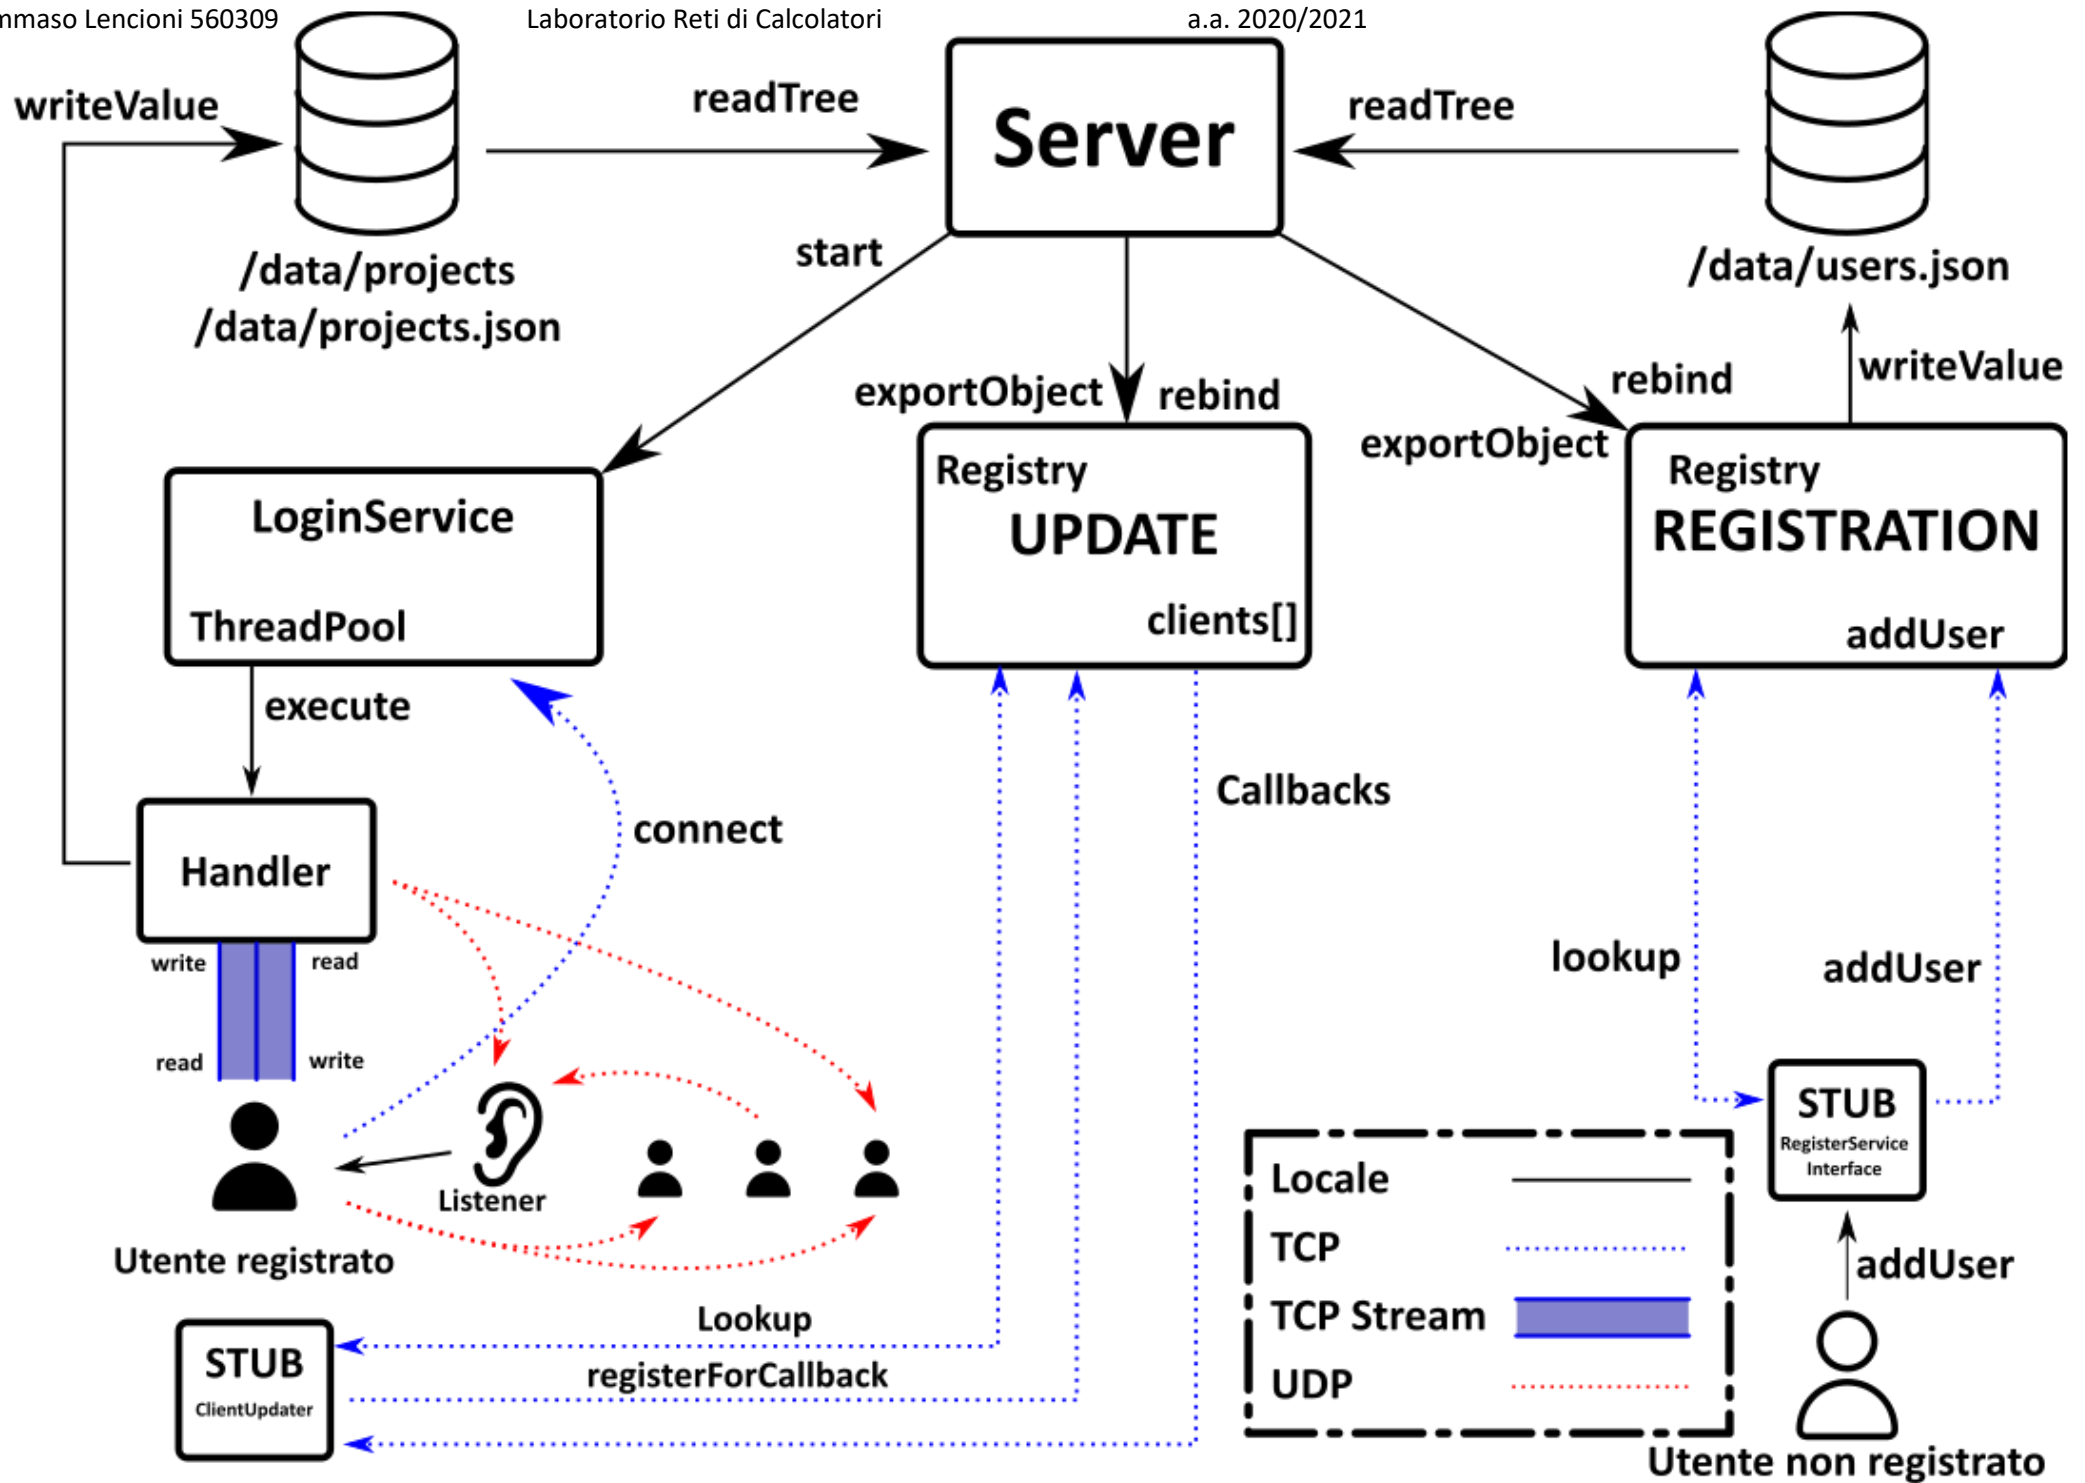 mmaso Lencioni 560309
Laboratorio Reti di Calcolatori
a.a. 2020/2021
writeValue
readTree
Server
readTree
/data/projects
/data/projects.json
start
/data/users.json
exportObject
rebind
rebind
writeValue
exportObject
LoginService
ThreadPool
Registry
UPDATE
clients[]
Registry
REGISTRATION
addUser
execute
Callbacks
connect
Handler
write
read
lookup
addUser
read
write
STUB
RegisterService
Interface
Listener
Utente registrato
Locale
TCP
TCP Stream
UDP
addUser
Lookup
STUB
ClientUpdater
registerForCallback
Utente non registrato